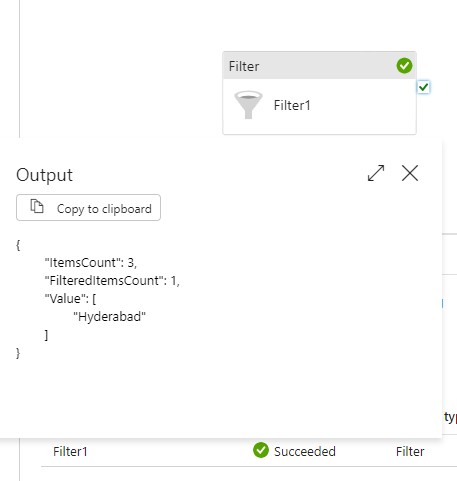 Filter
Filter1
Output
Copy to clipboard
{
"ItemsCount": 3,
"FilteredItemsCount": 1,
"Value": [
"Hyderabad"
]
}
Filter1 Succeeded Filter